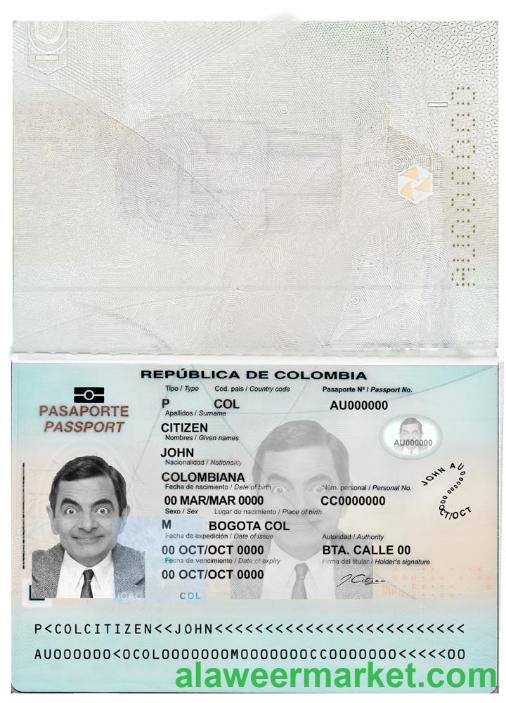 AU000000
REPÚBLICA DE COLOMBIA
PASAPORTE
PASSPORT
Tipo / Type Cod. país / Country code Pasaporte Nº / Passport No.
P COL AU000000
Apellidos / Surname
CITIZEN
Nombres / Given names
JOHN
Nacionalidad / Nationality
COLOMBIANA
Fecha de nacimiento / Date of birth Núm. personal / Personal No.
00 MAR/MAR 0000 CC0000000
Sexo / Sex Lugar de nacimiento / Place of birth
M BOGOTA COL
Fecha de expedición / Date of issue Autoridad / Authority
00 OCT/OCT 0000 BTA. CALLE 00
Fecha de vencimiento / Date of expiry Firma del titular / Holder's signature
00 OCT/OCT 0000
J Citizen
AU000000
JOHN AU
CT/OCT
CAO COL
P<COLCITIZEN<<JOHN<<<<<<<<<<<<<<<<<<<<<<<<<<
AU000000<0COL0000000M0000000CC0000000<<<<<00
alaweermarket.com